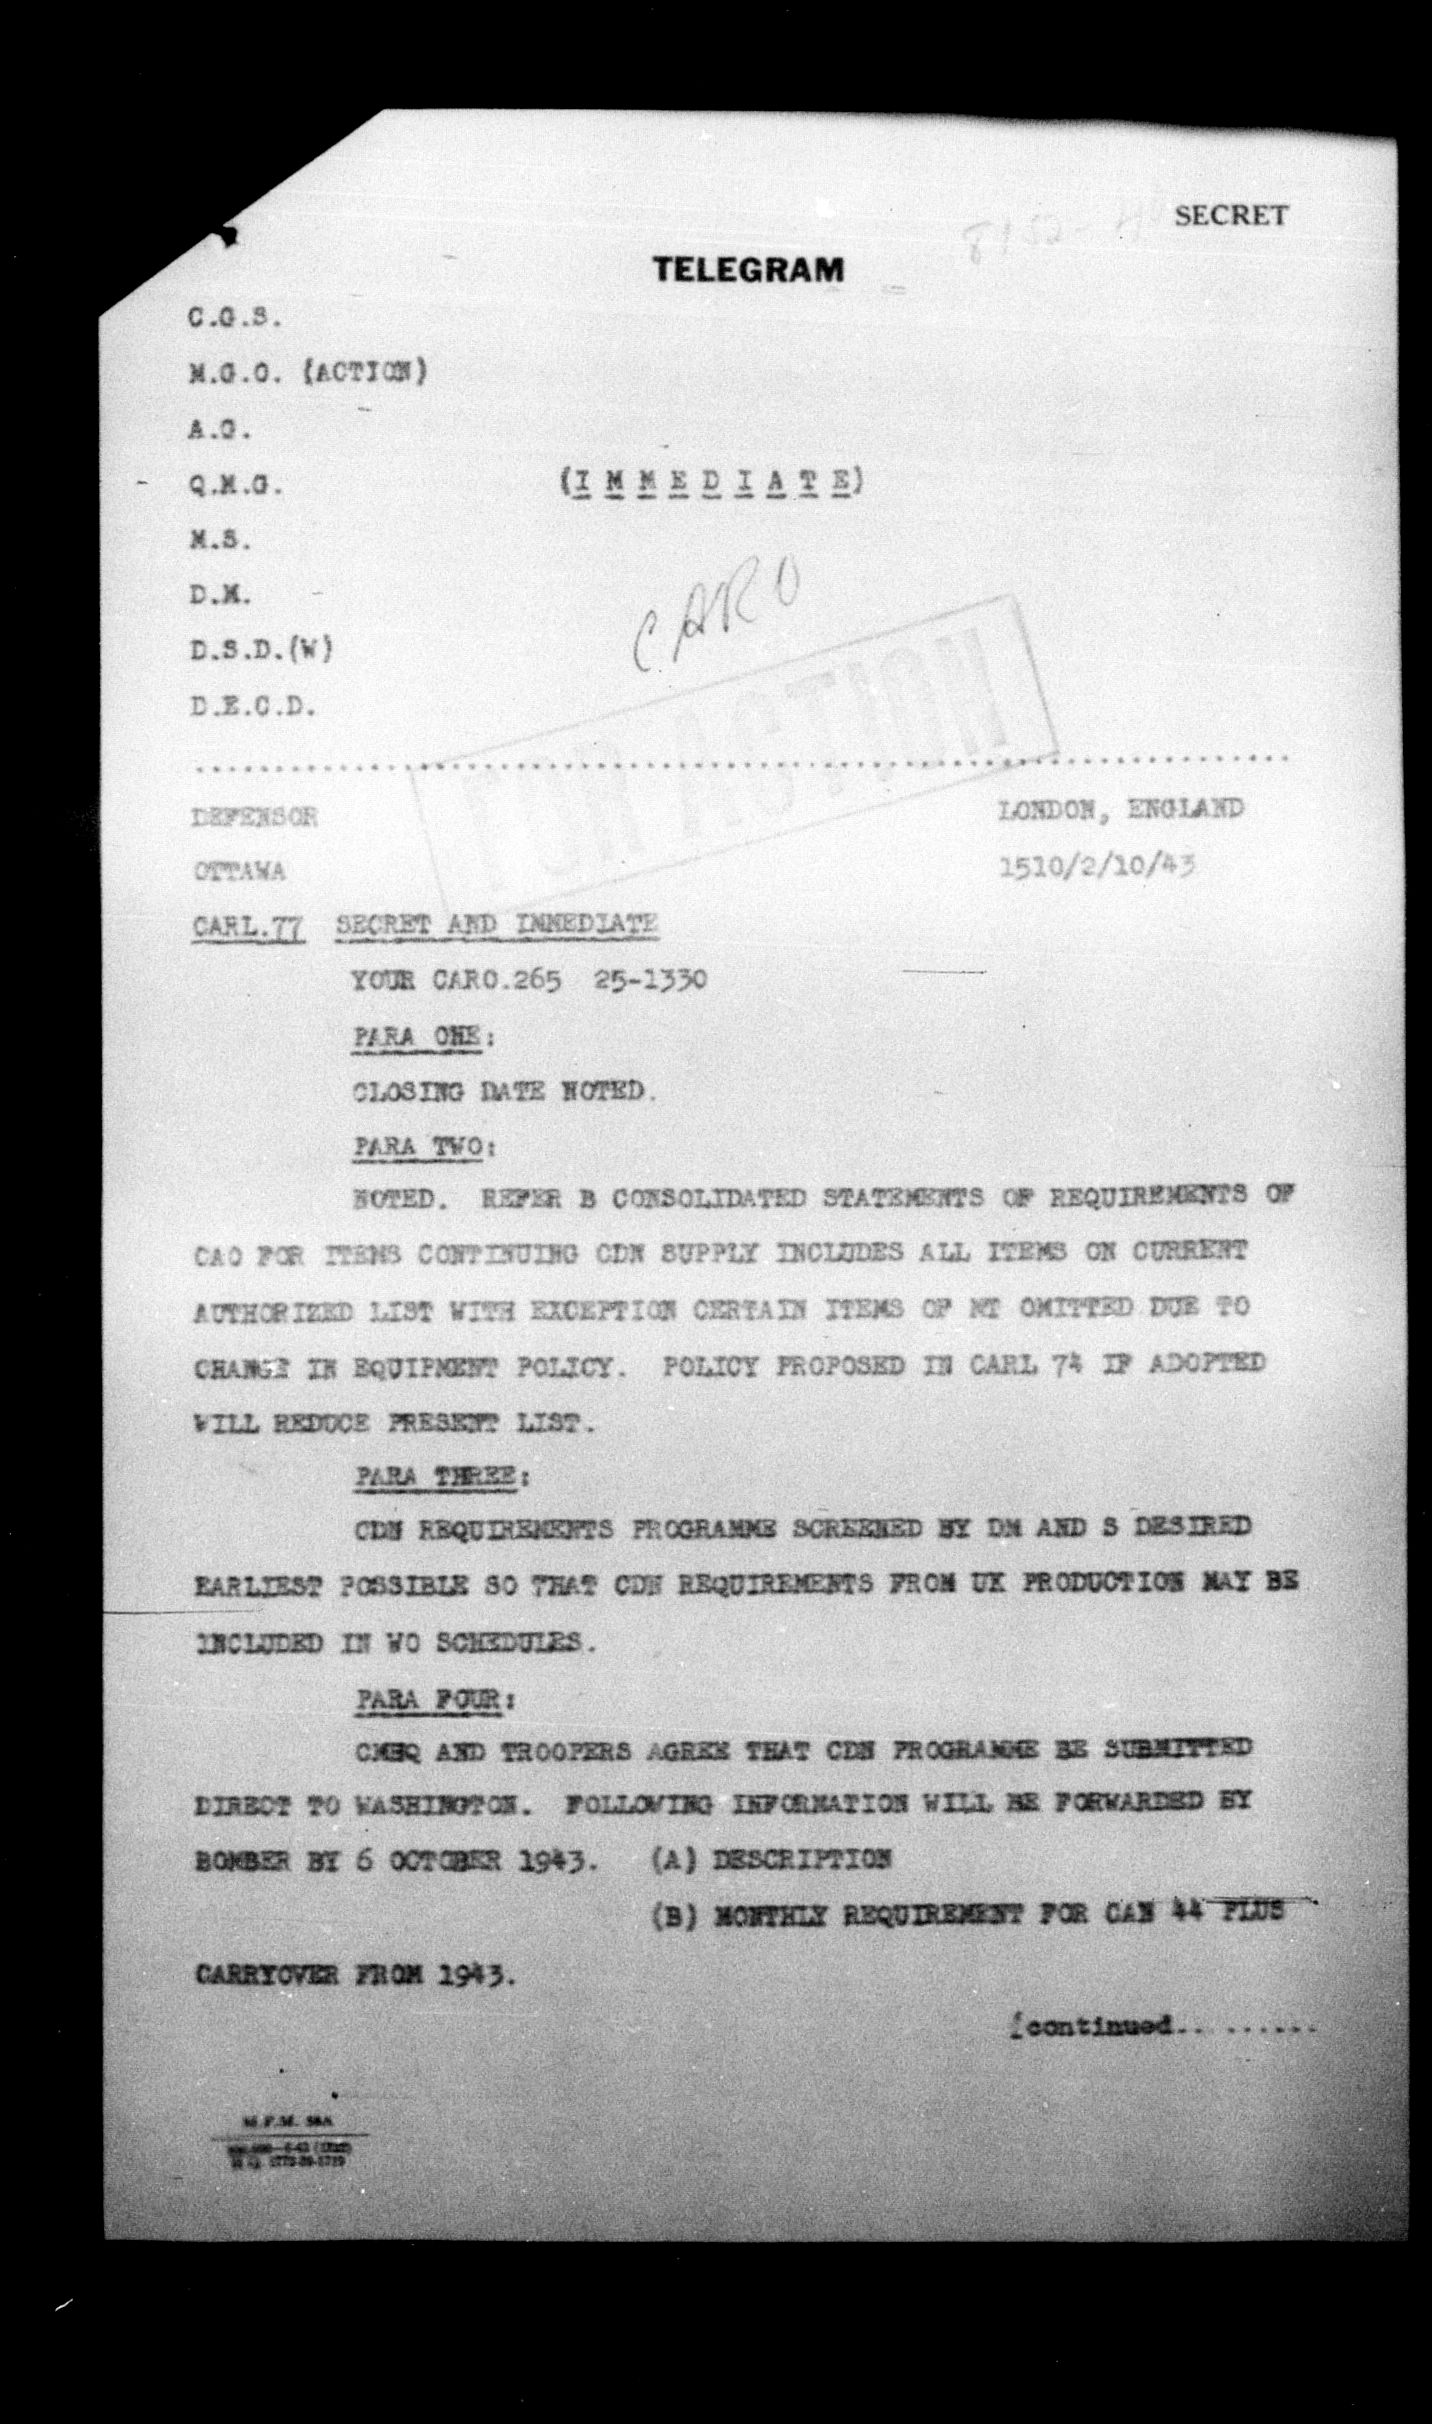 SECRET
TELEGRAM
C.G.S.
M.G.O. (ACTION)
A.G.
Q.M.G.
(I M M E D I A T E)
M.S.
CARO
D.M.
D.S.D.(W)
D.E.C.D.
DEFENSOR LONDON, ENGLAND
OTTAWA 1510/2/10/43
CARL.77 SECRET AND IMMEDIATE
YOUR CARO.265 25-1330
PARA ONE:
CLOSING DATE NOTED.
PARA TWO:
NOTED. REFER B CONSOLIDATED STATEMENTS OF REQUIREMENTS OF
CAO FOR ITEMS CONTINUING CDN SUPPLY INCLUDES ALL ITEMS ON CURRENT
AUTHORIZED LIST WITH EXCEPTION CERTAIN ITEMS OF MT OMITTED DUE TO
CHANGE IN EQUIPMENT POLICY. POLICY PROPOSED IN CARL 74 IF ADOPTED
WILL REDUCE PRESENT LIST.
PARA THREE:
CDN REQUIREMENTS PROGRAMME SCREENED BY DM AND S DESIRED
EARLIEST POSSIBLE SO THAT CDN REQUIREMENTS FROM UK PRODUCTION MAY BE
INCLUDED IN WO SCHEDULES.
PARA FOUR:
CMHQ AND TROOPERS AGREE THAT CDN PROGRAMME BE SUBMITTED
DIRECT TO WASHINGTON. FOLLOWING INFORMATION WILL BE FORWARDED BY
BOMBER BY 6 OCTOBER 1943. (A) DESCRIPTION
(B) MONTHLY REQUIREMENT FOR CAN 44 PLUS
CARRYOVER FROM 1943.
(continued..........
M.F.M. 58A